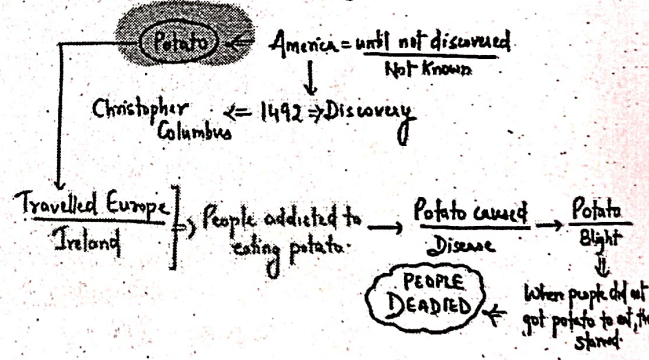 Potato ⇐ America = until not discovered
Not Known
Christopher Columbus <= 1492 => Discovery
Travelled Europe
Ireland
=> People addicted to eating potato.
→ Potato caused
Disease
→ Potato
Blight
When people did not
got potato to eat, the
starved
PEOPLE
DEADIED